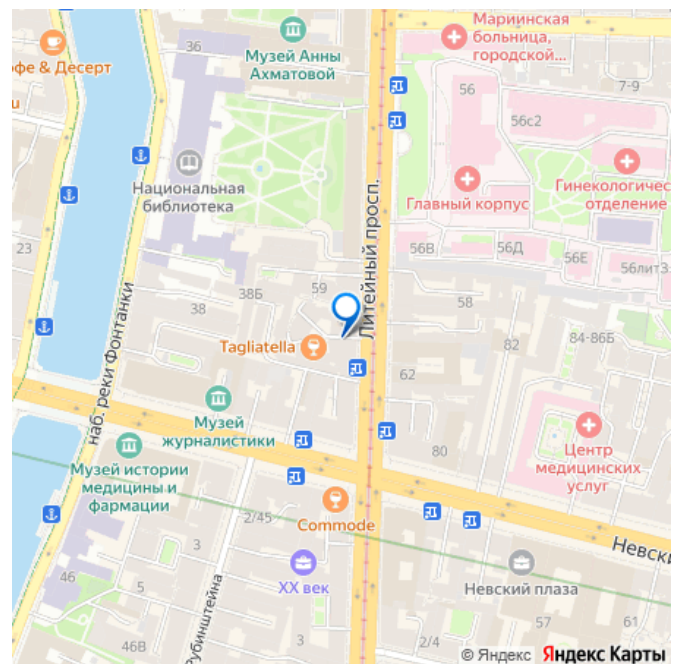 Мариинская
больница,
городской...
36
Музей Анны
Ахматовой
офе & Десерт
u
56
7-9
56с2
Национальная
библиотека
Главный корпус
Гинекологичес
отделение
Литейный просп.
56В
56Д
56Е
56лит3
23
59
38Б
38
58
наб. реки Фонтанки
Tagliatella
82
84-86Б
62
Музей
журналистики
80
Центр
медицинских
услуг
Музей истории
медицины и
фармации
2/45
Commode
Невски
3
XX век
Невский плаза
46
5
Рубинштейна
57
61
46В
3
2/4
© Яндекс Яндекс Карты